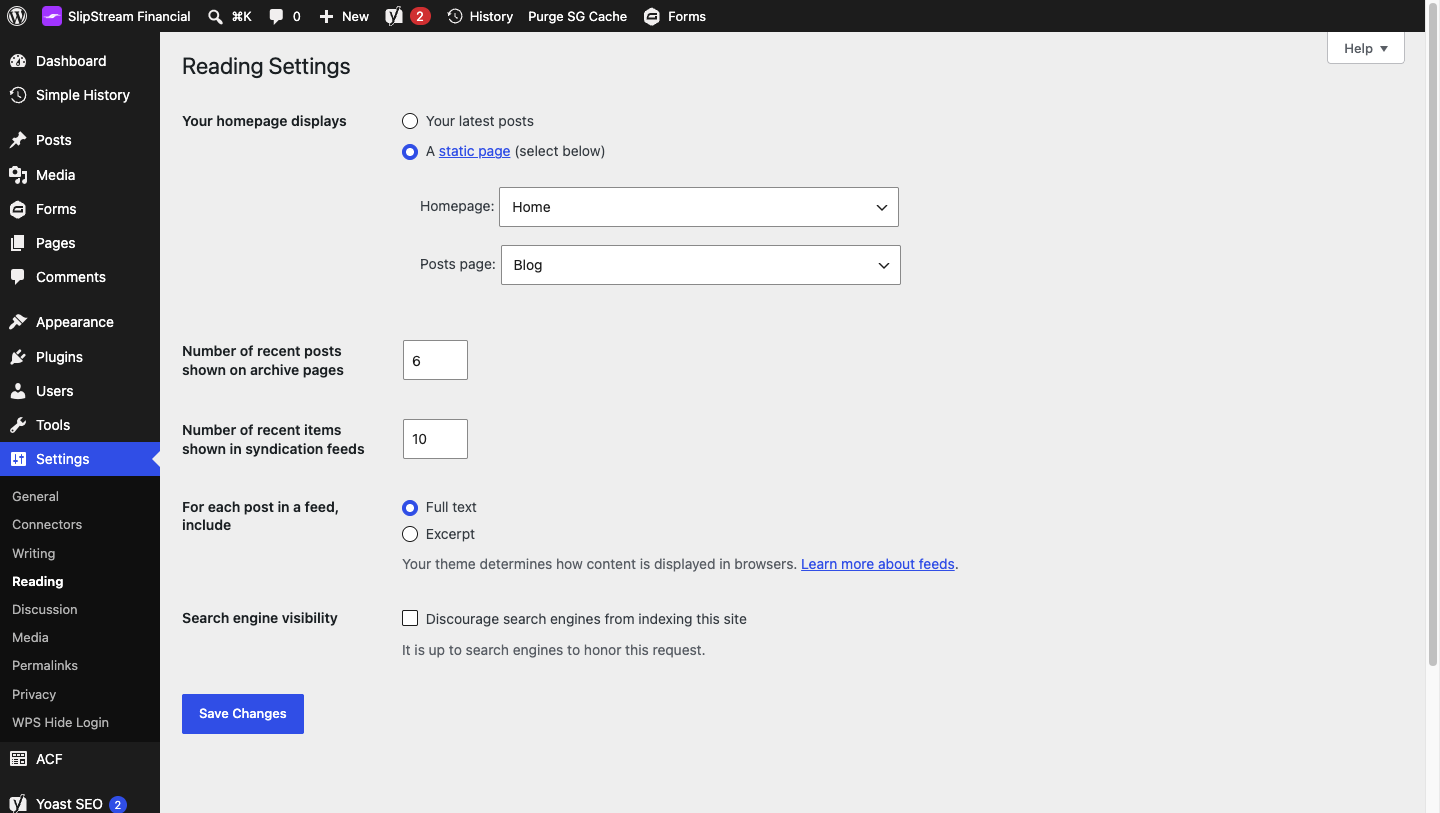 SlipStream Financial
⌘K
0
New
2
History
Purge SG Cache
Forms
Help
Dashboard
Simple History
Posts
Media
Forms
Pages
Comments
Appearance
Plugins
Users
Tools
Settings
General
Connectors
Writing
Reading
Discussion
Media
Permalinks
Privacy
WPS Hide Login
ACF
Yoast SEO 2
Reading Settings
Your homepage displays
Your latest posts
A static page (select below)
Homepage: Home
Posts page: Blog
Number of recent posts
shown on archive pages
6
Number of recent items
shown in syndication feeds
10
For each post in a feed,
include
Full text
Excerpt
Your theme determines how content is displayed in browsers. Learn more about feeds.
Search engine visibility
Discourage search engines from indexing this site
It is up to search engines to honor this request.
Save Changes